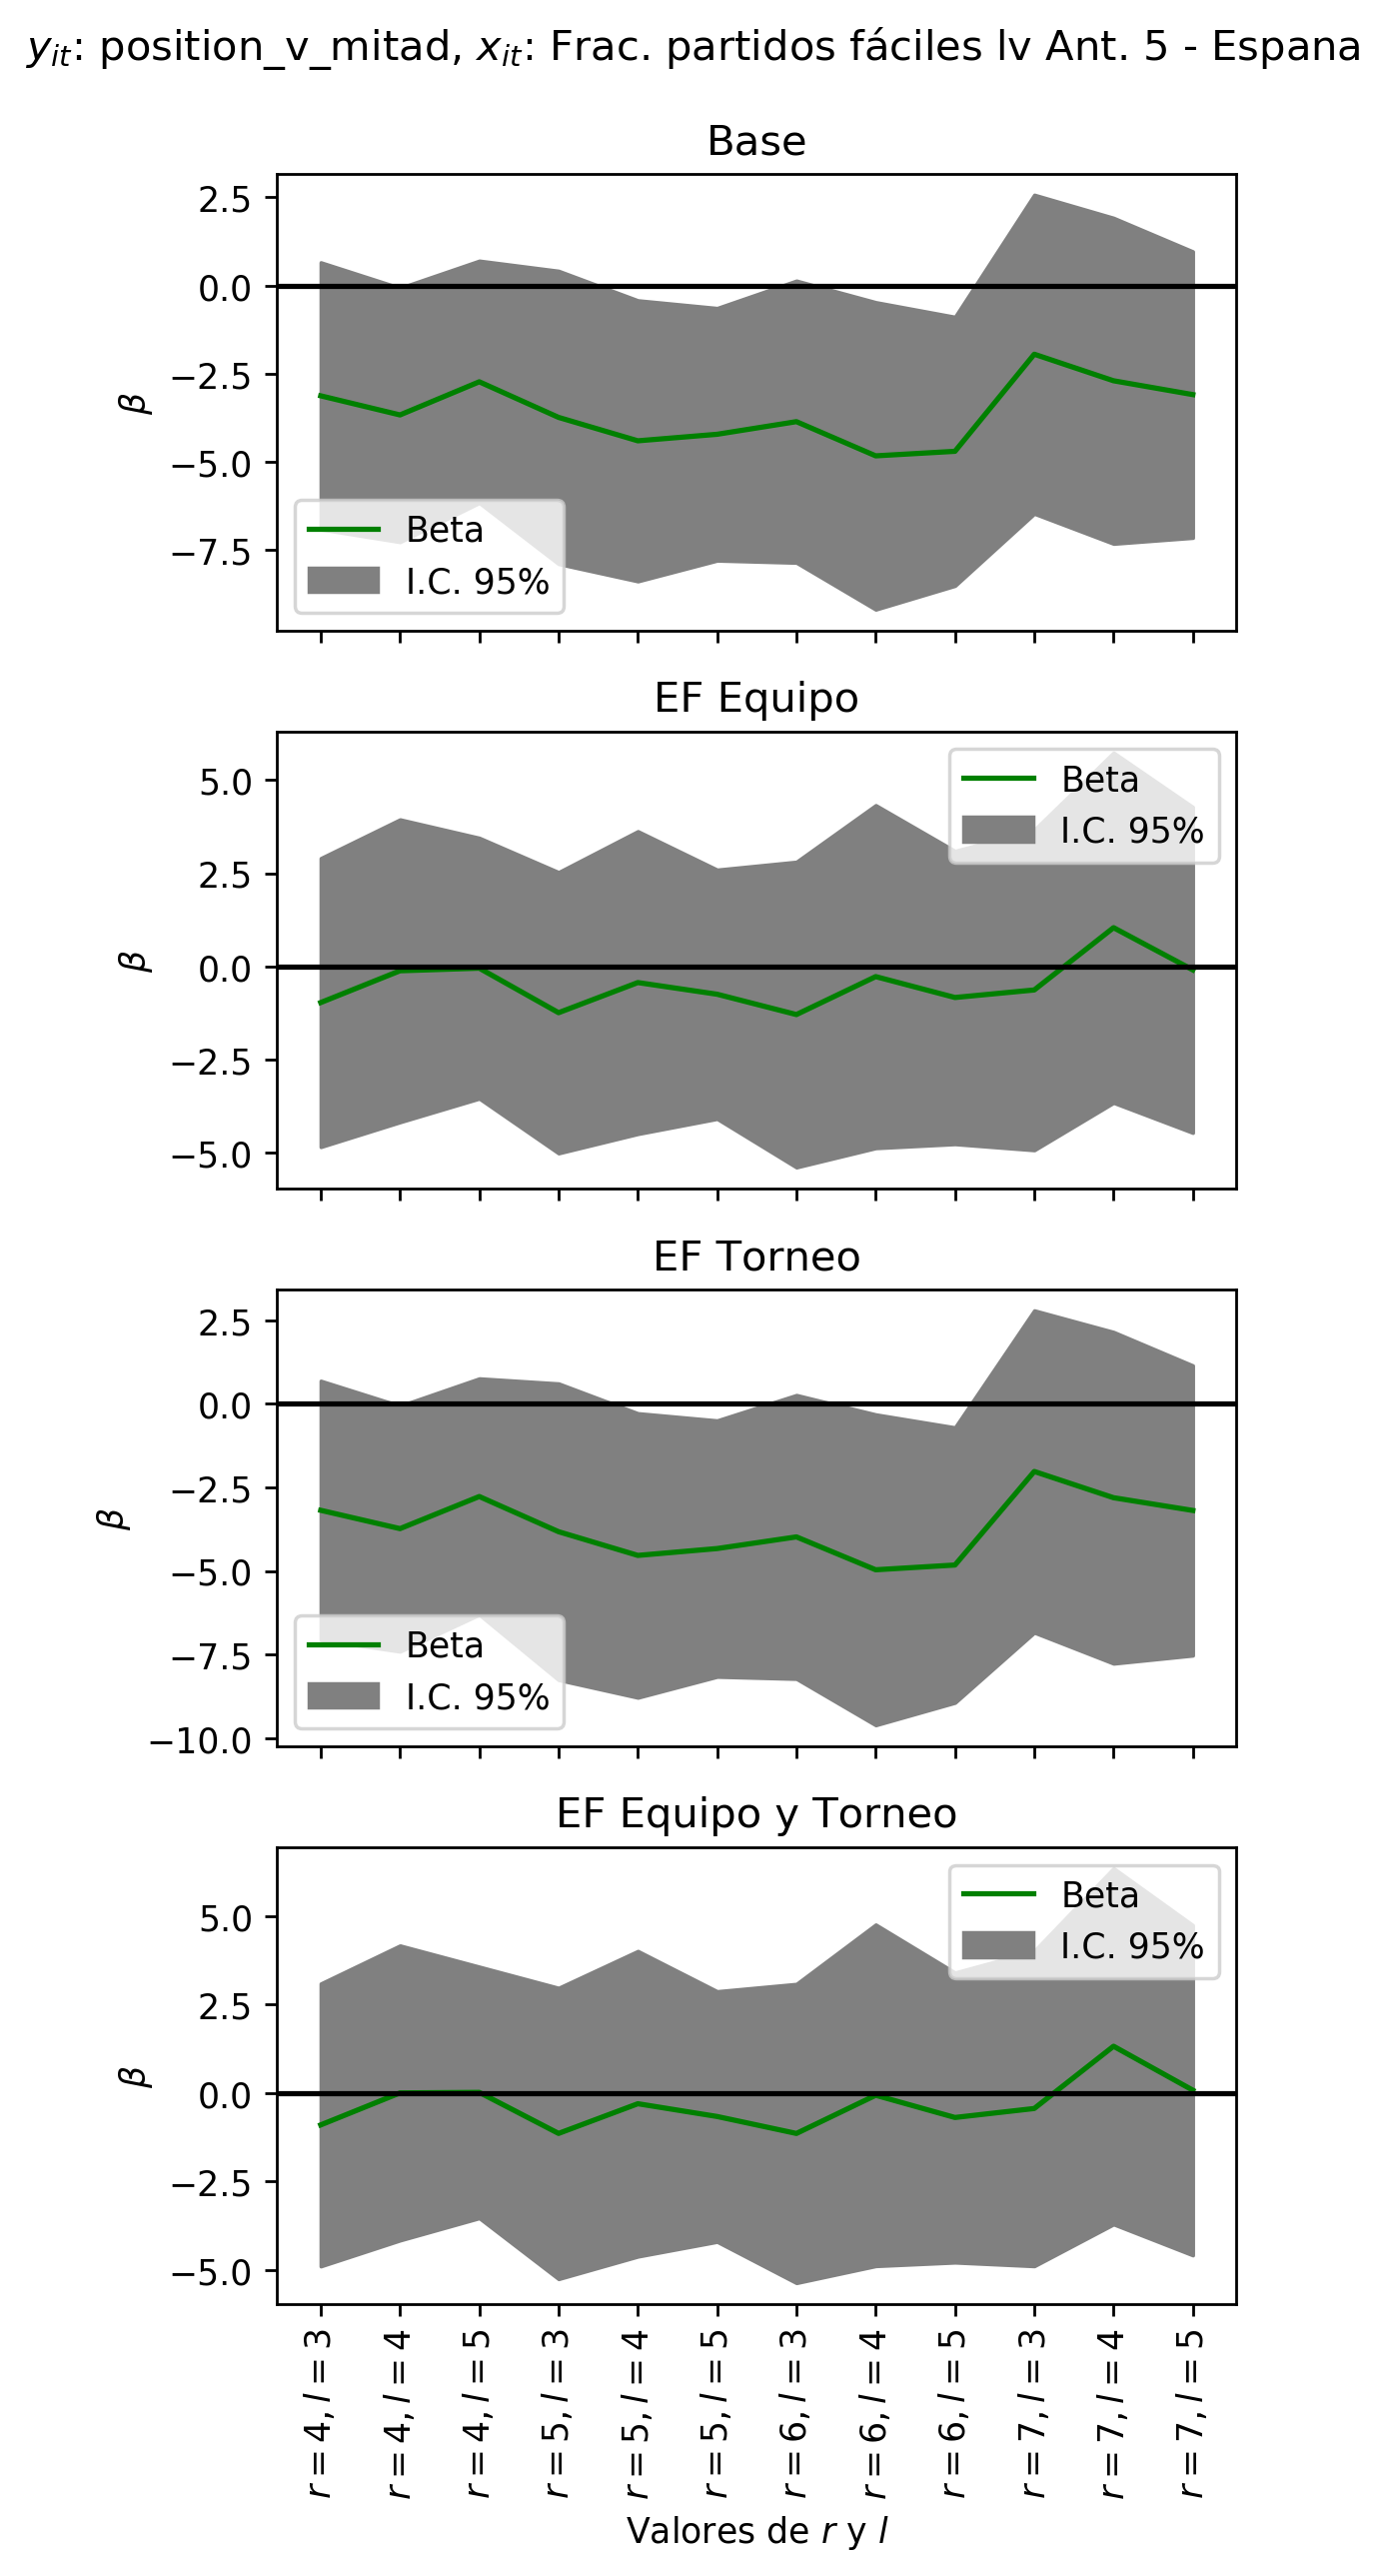 y_it: position_v_mitad, x_it: Frac. partidos fáciles lv Ant. 5 - Espana
Base
2.5
0.0
−2.5
−5.0
−7.5
β
Beta
I.C. 95%
EF Equipo
5.0
2.5
0.0
−2.5
−5.0
β
Beta
I.C. 95%
EF Torneo
2.5
0.0
−2.5
−5.0
−7.5
−10.0
β
Beta
I.C. 95%
EF Equipo y Torneo
5.0
2.5
0.0
−2.5
−5.0
β
Beta
I.C. 95%
r = 4, l = 3
r = 4, l = 4
r = 4, l = 5
r = 5, l = 3
r = 5, l = 4
r = 5, l = 5
r = 6, l = 3
r = 6, l = 4
r = 6, l = 5
r = 7, l = 3
r = 7, l = 4
r = 7, l = 5
Valores de r y l